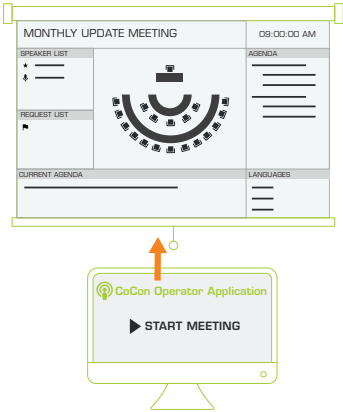 MONTHLY UPDATE MEETING
09:00:00 AM
SPEAKER LIST
AGENDA
REQUEST LIST
CURRENT AGENDA
LANGUAGES
CoCon Operator Application
START MEETING